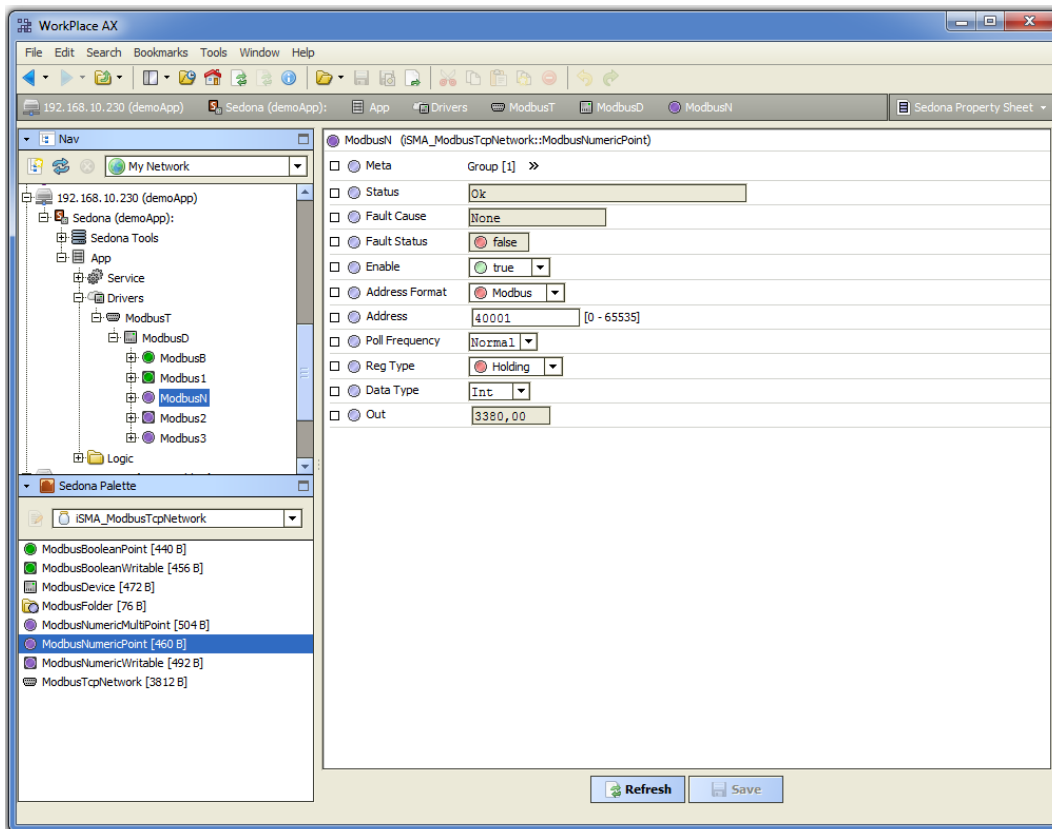 WorkPlace AX
File Edit Search Bookmarks Tools Window Help
192.168.10.230 (demoApp) Sedona (demoApp): App Drivers ModbusT ModbusD ModbusN Sedona Property Sheet
Nav
My Network
192.168.10.230 (demoApp)
Sedona (demoApp):
Sedona Tools
App
Service
Drivers
ModbusT
ModbusD
ModbusB
Modbus1
ModbusN
Modbus2
Modbus3
Logic
Sedona Palette
iSMA_ModbusTcpNetwork
ModbusBooleanPoint [440 B]
ModbusBooleanWritable [456 B]
ModbusDevice [472 B]
ModbusFolder [76 B]
ModbusNumericMultiPoint [504 B]
ModbusNumericPoint [460 B]
ModbusNumericWritable [492 B]
ModbusTcpNetwork [3812 B]
ModbusN (iSMA_ModbusTcpNetwork::ModbusNumericPoint)
Meta Group [1] »
Status Ok
Fault Cause None
Fault Status false
Enable true
Address Format Modbus
Address 40001 [0 - 65535]
Poll Frequency Normal
Reg Type Holding
Data Type Int
Out 3380,00
Refresh Save